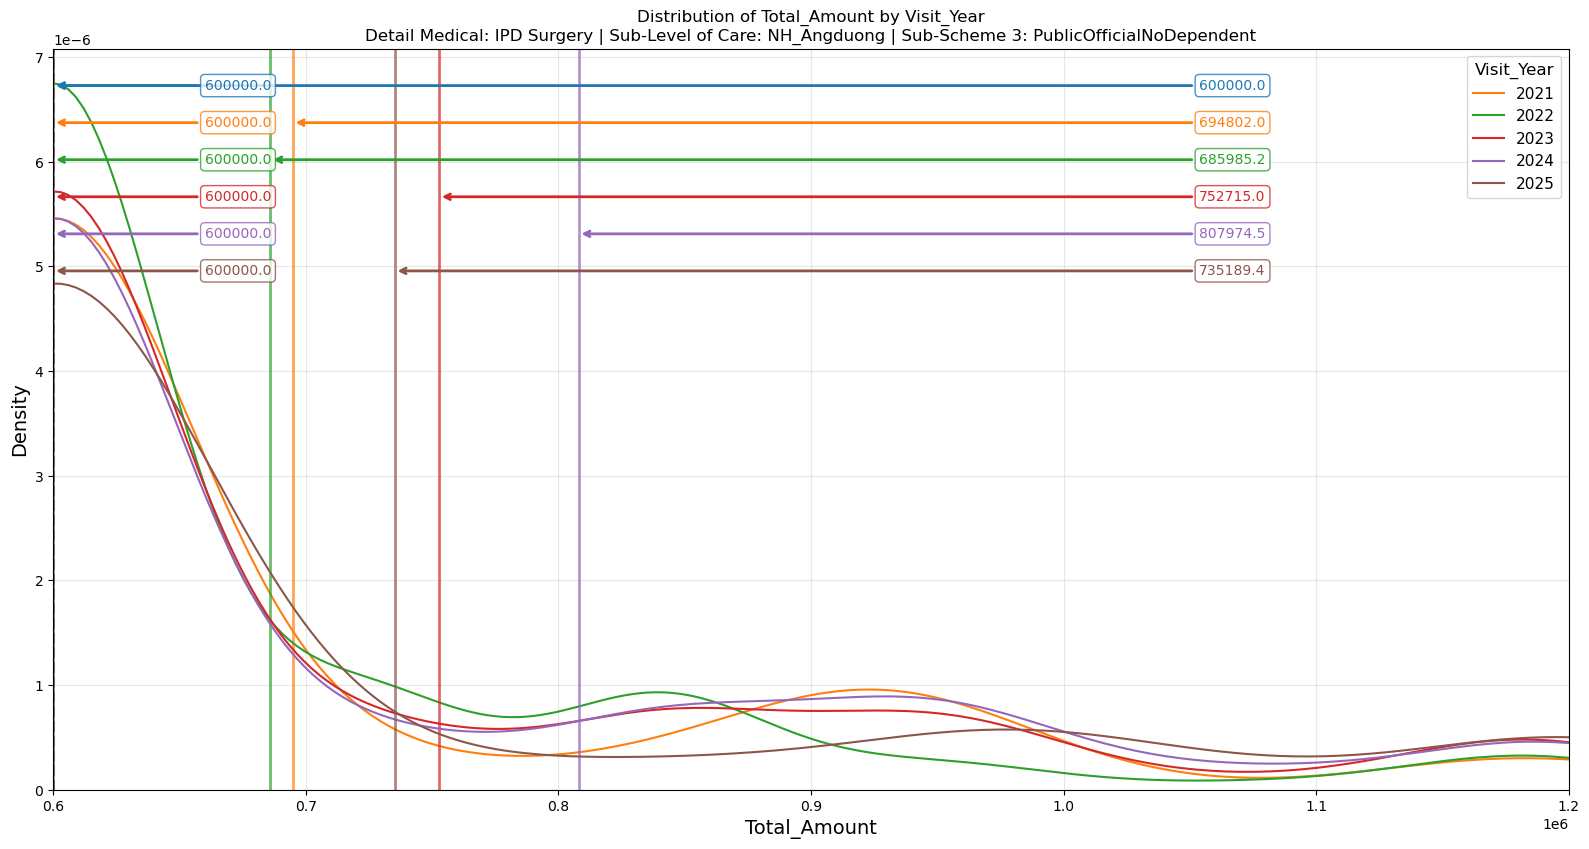 Distribution of Total_Amount by Visit_Year
Detail Medical: IPD Surgery | Sub-Level of Care: NH_Angduong | Sub-Scheme 3: PublicOfficialNoDependent
1e−6
7
6
5
4
3
2
1
0
Density
600000.0 600000.0
600000.0 694802.0
600000.0 685985.2
600000.0 752715.0
600000.0 807974.5
600000.0 735189.4
Visit_Year
2021
2022
2023
2024
2025
0.6 0.7 0.8 0.9 1.0 1.1 1.2
1e6
Total_Amount